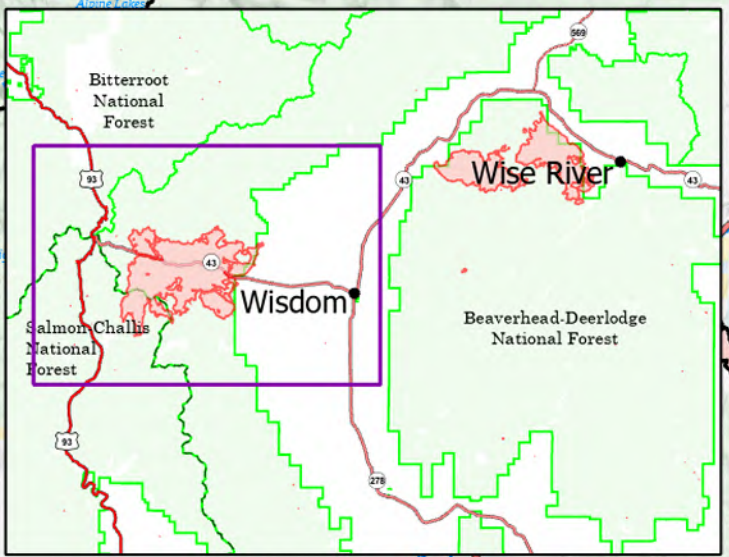 Alpine Lakes
569
Bitterroot
National
Forest
93
43
Wise River
43
43
Wisdom
Salmon-Challis
National
Forest
Beaverhead-Deerlodge
National Forest
93
278